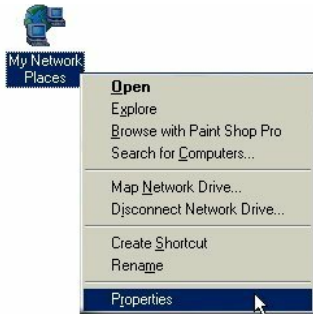 My Network
Places
Open
Explore
Browse with Paint Shop Pro
Search for Computers...
Map Network Drive...
Disconnect Network Drive...
Create Shortcut
Rename
Properties